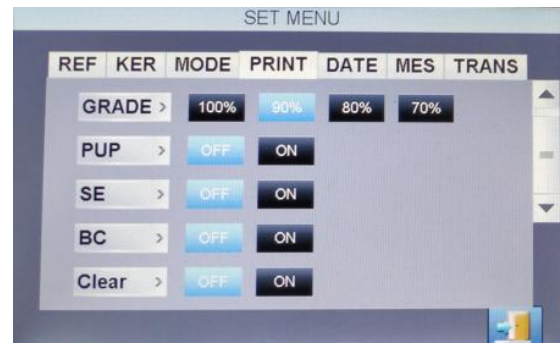 SET MENU
REF KER MODE PRINT DATE MES TRANS
GRADE > 100% 90% 80% 70%
PUP > OFF ON
SE > OFF ON
BC > OFF ON
Clear > OFF ON